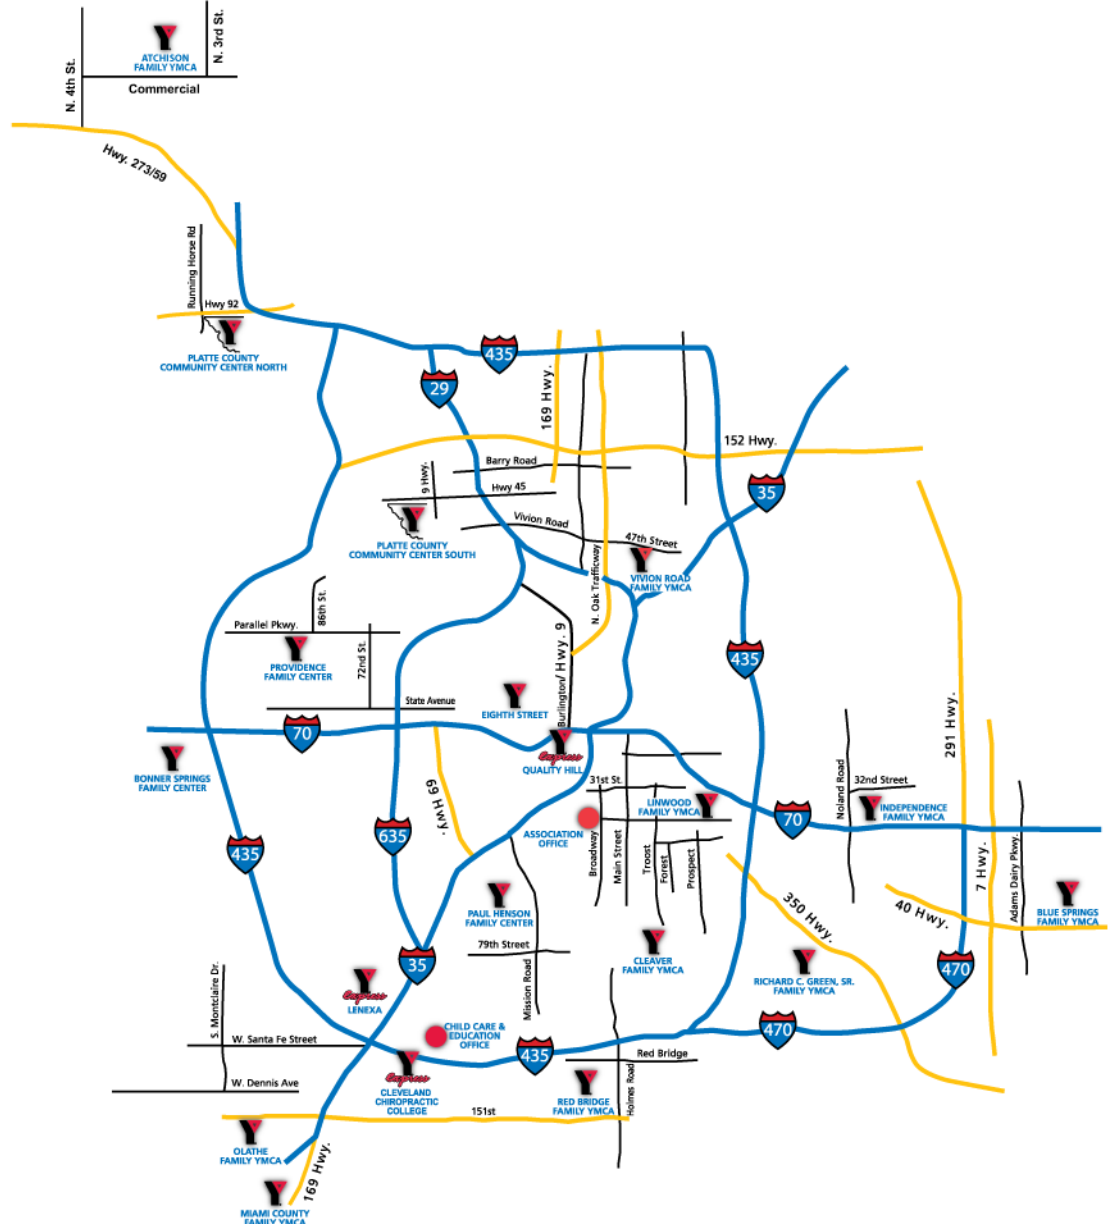 N. 4th St.
N. 3rd St.
ATCHISON
FAMILY YMCA
Commercial
Hwy. 273/59
Running Horse Rd
Hwy 92
PLATTE COUNTY
COMMUNITY CENTER NORTH
435
29
169 Hwy.
152 Hwy.
Barry Road
9 Hwy.
Hwy 45
35
Vivion Road
47th Street
PLATTE COUNTY
COMMUNITY CENTER SOUTH
N. Oak Trafficway
VIVION ROAD
FAMILY YMCA
86th St.
Parallel Pkwy.
72nd St.
PROVIDENCE
FAMILY CENTER
Burlington/ Hwy. 9
435
State Avenue
EIGHTH STREET
291 Hwy.
70
BONNER SPRINGS
FAMILY CENTER
Express
QUALITY HILL
69 Hwy.
31st St.
LINWOOD
FAMILY YMCA
Noland Road
32nd Street
INDEPENDENCE
FAMILY YMCA
70
635
435
ASSOCIATION
OFFICE
Broadway
Main Street
Troost
Forest
Prospect
7 Hwy.
Adams Dairy Pkwy.
350 Hwy.
40 Hwy.
BLUE SPRINGS
FAMILY YMCA
PAUL HENSON
FAMILY CENTER
79th Street
Mission Road
CLEAVER
FAMILY YMCA
35
470
RICHARD C. GREEN, SR.
FAMILY YMCA
Express
LENEXA
S. Montclaire Dr.
W. Santa Fe Street
CHILD CARE &
EDUCATION
OFFICE
435
470
Red Bridge
Express
CLEVELAND
CHIROPRACTIC
COLLEGE
W. Dennis Ave
RED BRIDGE
FAMILY YMCA
Holmes Road
151st
OLATHE
FAMILY YMCA
169 Hwy.
MIAMI COUNTY
FAMILY YMCA